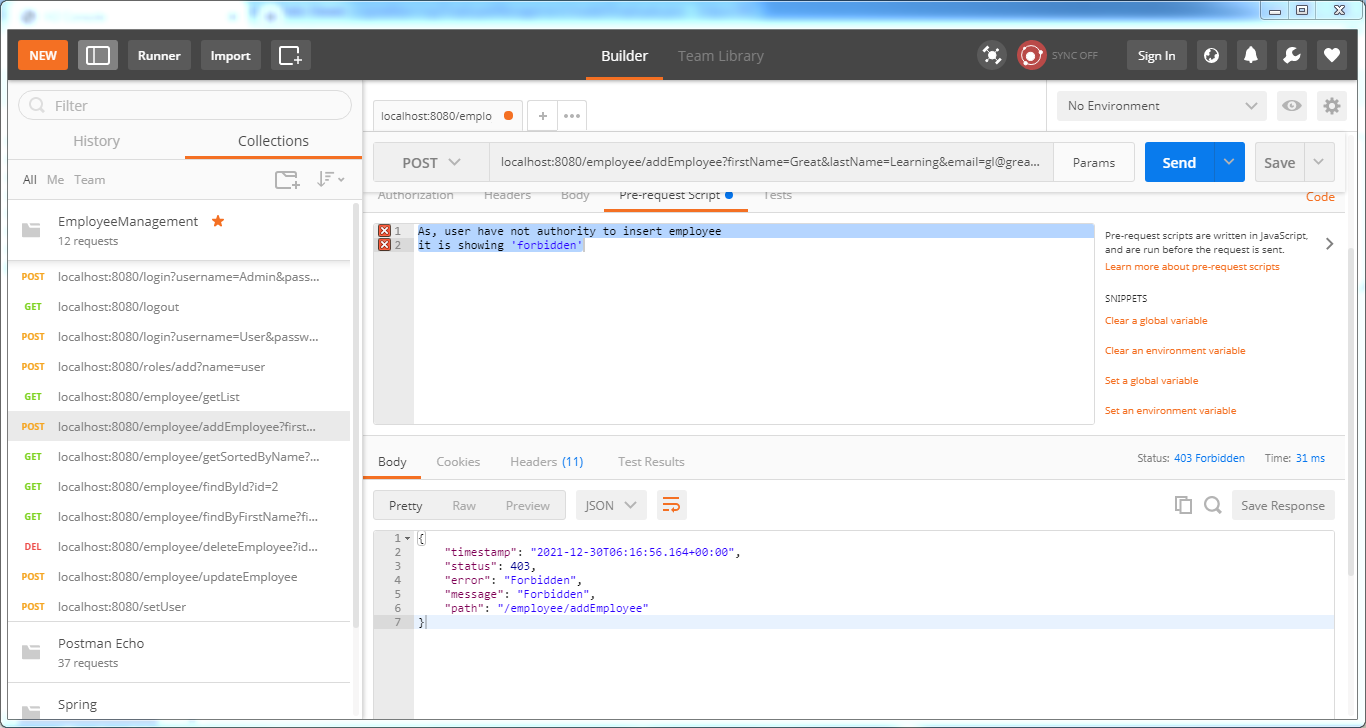 NEW
Runner
Import
Builder
Team Library
SYNC OFF
Sign In
Filter
History
Collections
All
Me
Team
EmployeeManagement
12 requests
POST localhost:8080/login?username=Admin&pass...
GET localhost:8080/logout
POST localhost:8080/login?username=User&passw...
POST localhost:8080/roles/add?name=user
GET localhost:8080/employee/getList
POST localhost:8080/employee/addEmployee?first...
GET localhost:8080/employee/getSortedByName?...
GET localhost:8080/employee/findById?id=2
GET localhost:8080/employee/findByFirstName?fi...
DEL localhost:8080/employee/deleteEmployee?id...
POST localhost:8080/employee/updateEmployee
POST localhost:8080/setUser
Postman Echo
37 requests
Spring
localhost:8080/emplo
+
•••
No Environment
POST
localhost:8080/employee/addEmployee?firstName=Great&lastName=Learning&email=gl@grea...
Params
Send
Save
Authorization
Headers
Body
Pre-request Script
Tests
Code
1 As, user have not authority to insert employee
2 it is showing 'forbidden'
Pre-request scripts are written in JavaScript,
and are run before the request is sent.
Learn more about pre-request scripts
SNIPPETS
Clear a global variable
Clear an environment variable
Set a global variable
Set an environment variable
Body
Cookies
Headers (11)
Test Results
Status: 403 Forbidden
Time: 31 ms
Pretty
Raw
Preview
JSON
Save Response
1 {
2 "timestamp": "2021-12-30T06:16:56.164+00:00",
3 "status": 403,
4 "error": "Forbidden",
5 "message": "Forbidden",
6 "path": "/employee/addEmployee"
7 }